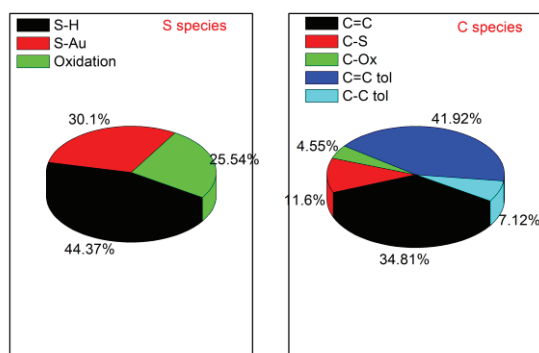 S species
S-H
S-Au
Oxidation
30.1%
25.54%
44.37%
C species
C=C
C-S
C-Ox
C=C tol
C-C tol
41.92%
4.55%
11.6%
7.12%
34.81%